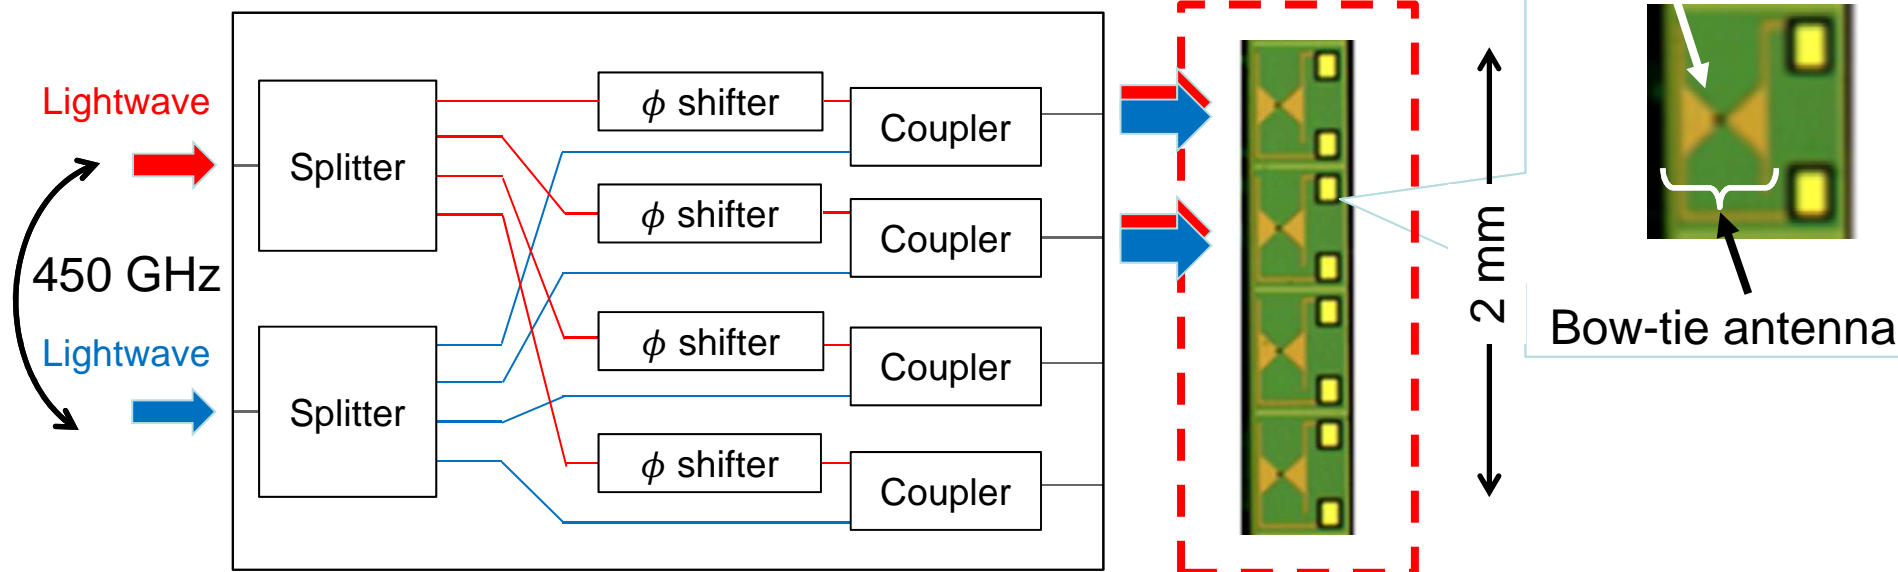 Lightwave
450 GHz
Lightwave
Splitter
Splitter
ϕ shifter
ϕ shifter
ϕ shifter
ϕ shifter
Coupler
Coupler
Coupler
Coupler
2 mm
Bow-tie antenna